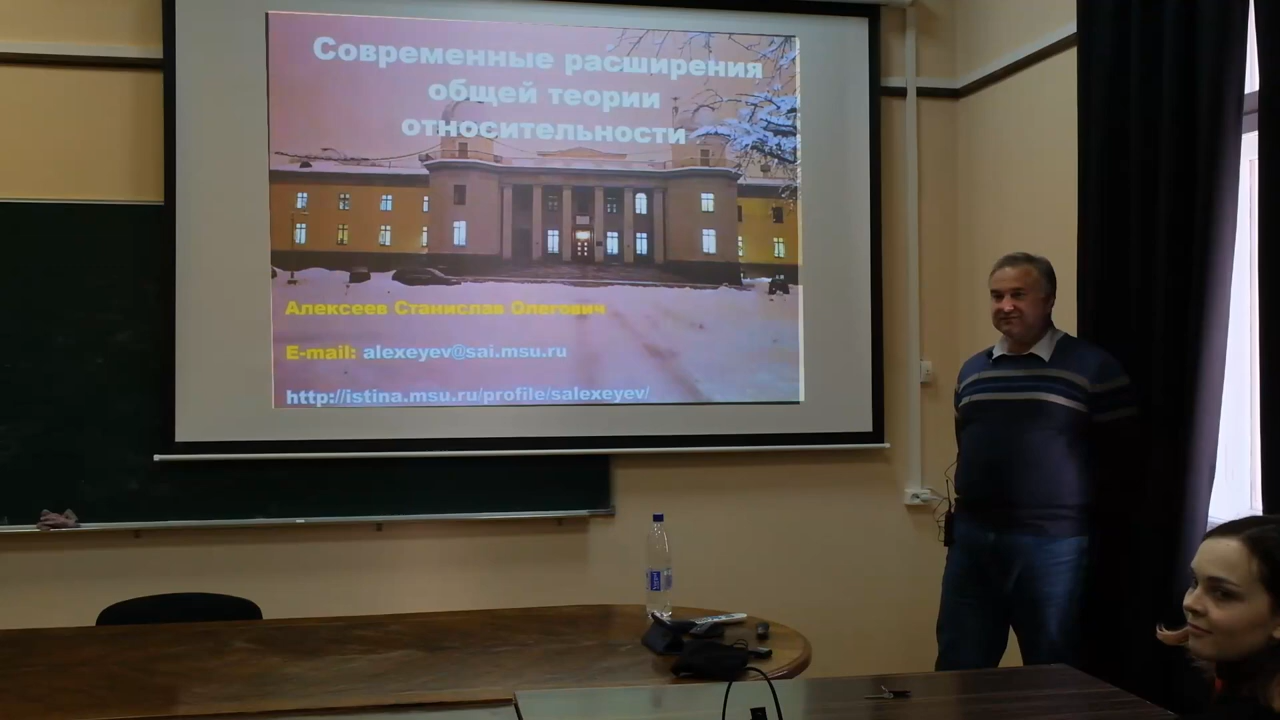 Современные расширения
общей теории
относительности
Алексеев Станислав Олегович
E-mail: alexeyev@sai.msu.ru
http://istina.msu.ru/profile/salexeyev/